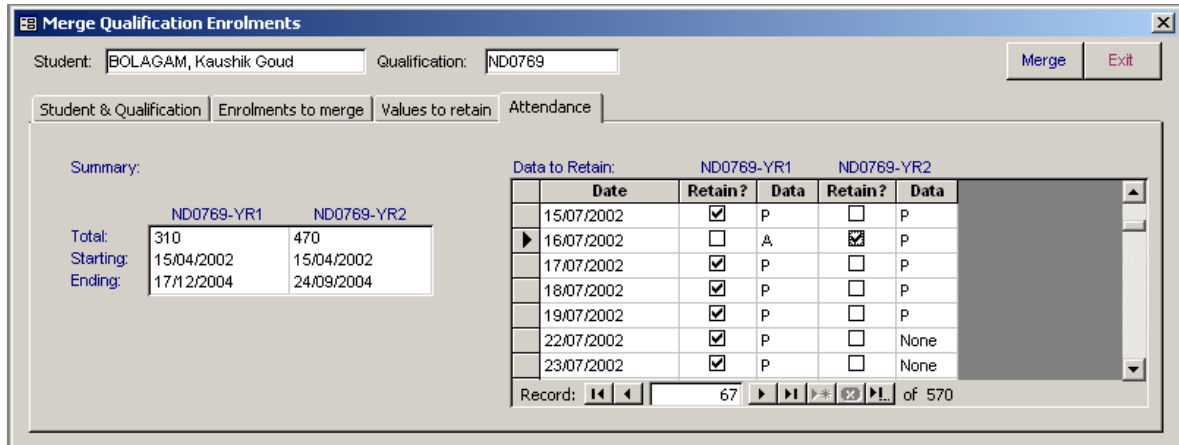 Merge Qualification Enrolments
Student: BOLAGAM, Kaushik Goud Qualification: ND0769 Merge Exit
Student & Qualification Enrolments to merge Values to retain Attendance
Summary: Data to Retain: ND0769-YR1 ND0769-YR2
Date Retain? Data Retain? Data
15/07/2002 P P
16/07/2002 A P
17/07/2002 P P
18/07/2002 P P
19/07/2002 P P
22/07/2002 P None
23/07/2002 P None
ND0769-YR1 ND0769-YR2
Total: 310 470
Starting: 15/04/2002 15/04/2002
Ending: 17/12/2004 24/09/2004
Record: 67 of 570